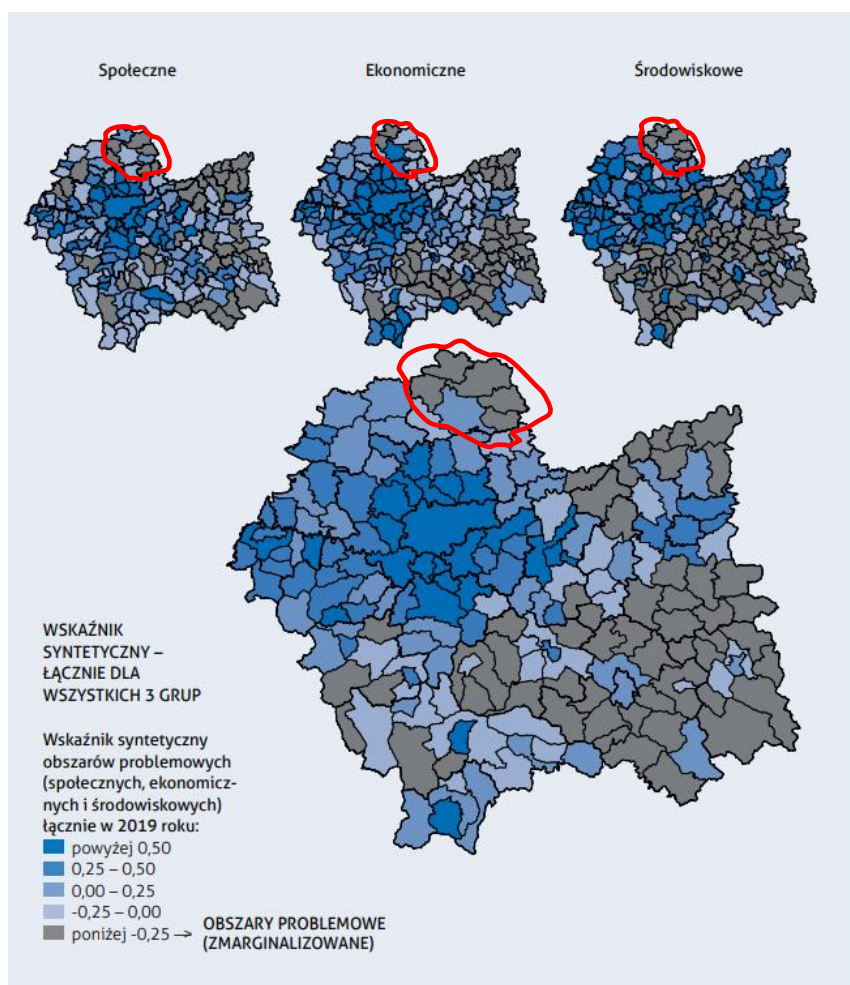 Społeczne
Ekonomiczne
Środowiskowe
WSKAŹNIK
SYNTETYCZNY –
ŁĄCZNIE DLA
WSZYSTKICH 3 GRUP
Wskaźnik syntetyczny
obszarów problemowych
(społecznych, ekonomicz-
nych i środowiskowych)
łącznie w 2019 roku:
powyżej 0,50
0,25 – 0,50
0,00 – 0,25
-0,25 – 0,00
poniżej -0,25 → OBSZARY PROBLEMOWE
(ZMARGINALIZOWANE)